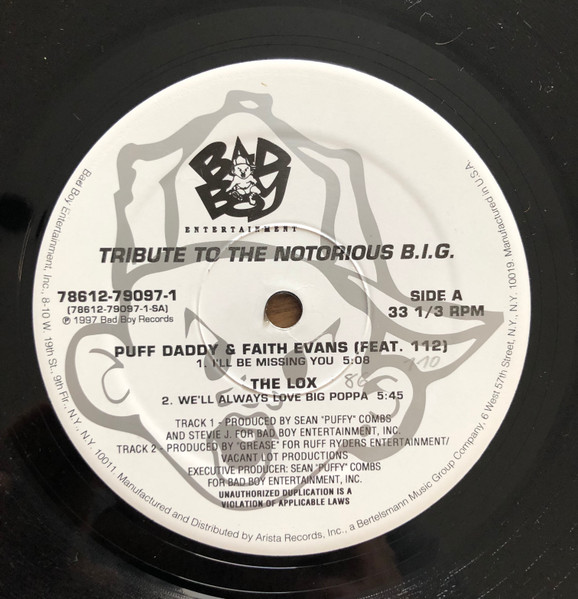 BAD BOY
ENTERTAINMENT
TRIBUTE TO THE NOTORIOUS B.I.G.
78612-79097-1
(78612-79097-1-SA)
℗ 1997 Bad Boy Records
SIDE A
33 1/3 RPM
PUFF DADDY & FAITH EVANS (FEAT. 112)
1. I'LL BE MISSING YOU 5:08
THE LOX
86
110
2. WE'LL ALWAYS LOVE BIG POPPA 5:45
TRACK 1 - PRODUCED BY SEAN "PUFFY" COMBS
AND STEVIE J. FOR BAD BOY ENTERTAINMENT, INC.
TRACK 2 - PRODUCED BY "GREASE" FOR RUFF RYDERS ENTERTAINMENT/
VACANT LOT PRODUCTIONS
EXECUTIVE PRODUCER: SEAN "PUFFY" COMBS
FOR BAD BOY ENTERTAINMENT, INC.
UNAUTHORIZED DUPLICATION IS A
VIOLATION OF APPLICABLE LAWS
Bad Boy Entertainment, Inc., 8-10 W. 19th St., 9th Flr., N.Y., N.Y. 10011. Manufactured and Distributed by Arista Records, Inc., a Bertelsmann Music Group Company, 6 West 57th Street, N.Y., N.Y. 10019 Manufactured in U.S.A.